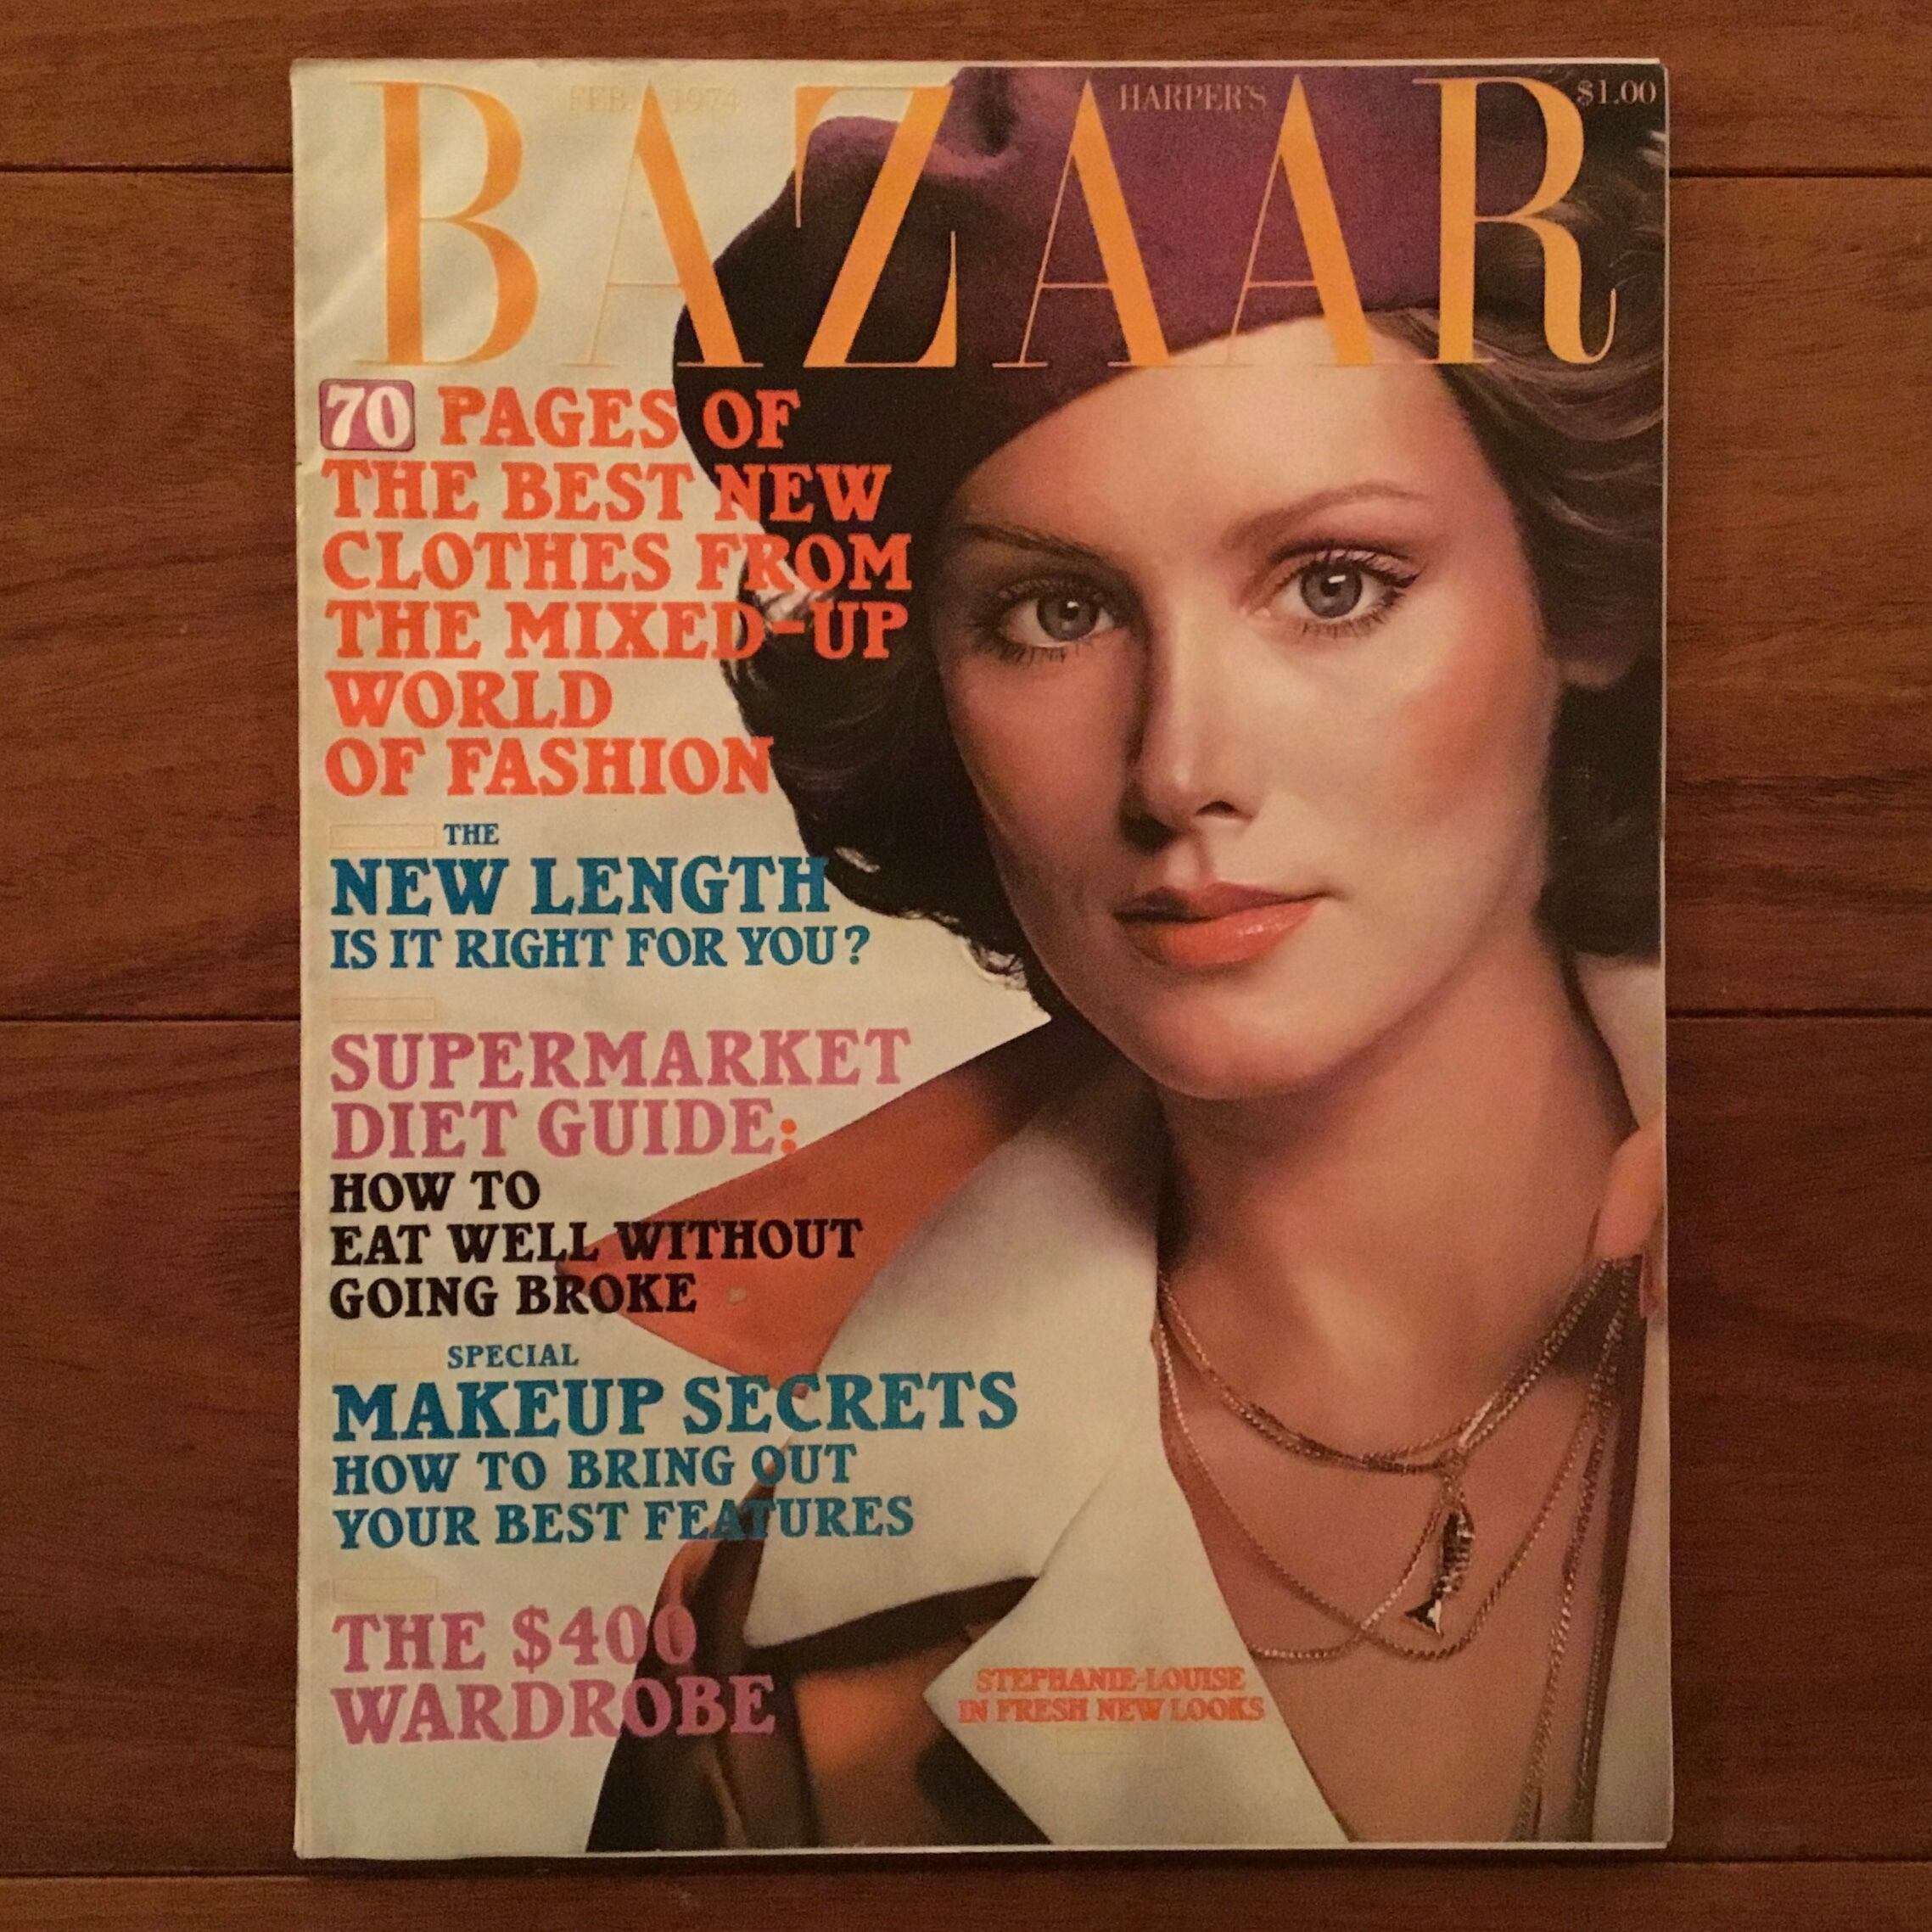 BAZAAR
FEB. 1974
HARPER'S
$1.00
70 PAGES OF
THE BEST NEW
CLOTHES FROM
THE MIXED-UP
WORLD
OF FASHION
THE
NEW LENGTH
IS IT RIGHT FOR YOU?
SUPERMARKET
DIET GUIDE:
HOW TO
EAT WELL WITHOUT
GOING BROKE
SPECIAL
MAKEUP SECRETS
HOW TO BRING OUT
YOUR BEST FEATURES
THE $400
WARDROBE
STEPHANIE-LOUISE
IN FRESH NEW LOOKS